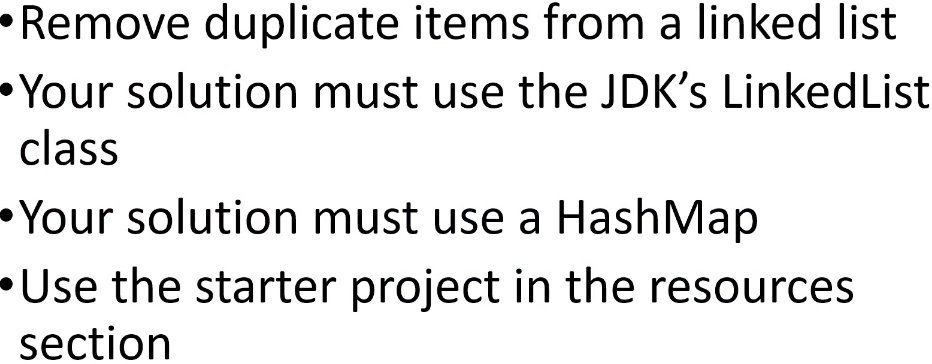 •Remove duplicate items from a linked list
•Your solution must use the JDK’s LinkedList
class
•Your solution must use a HashMap
•Use the starter project in the resources
section